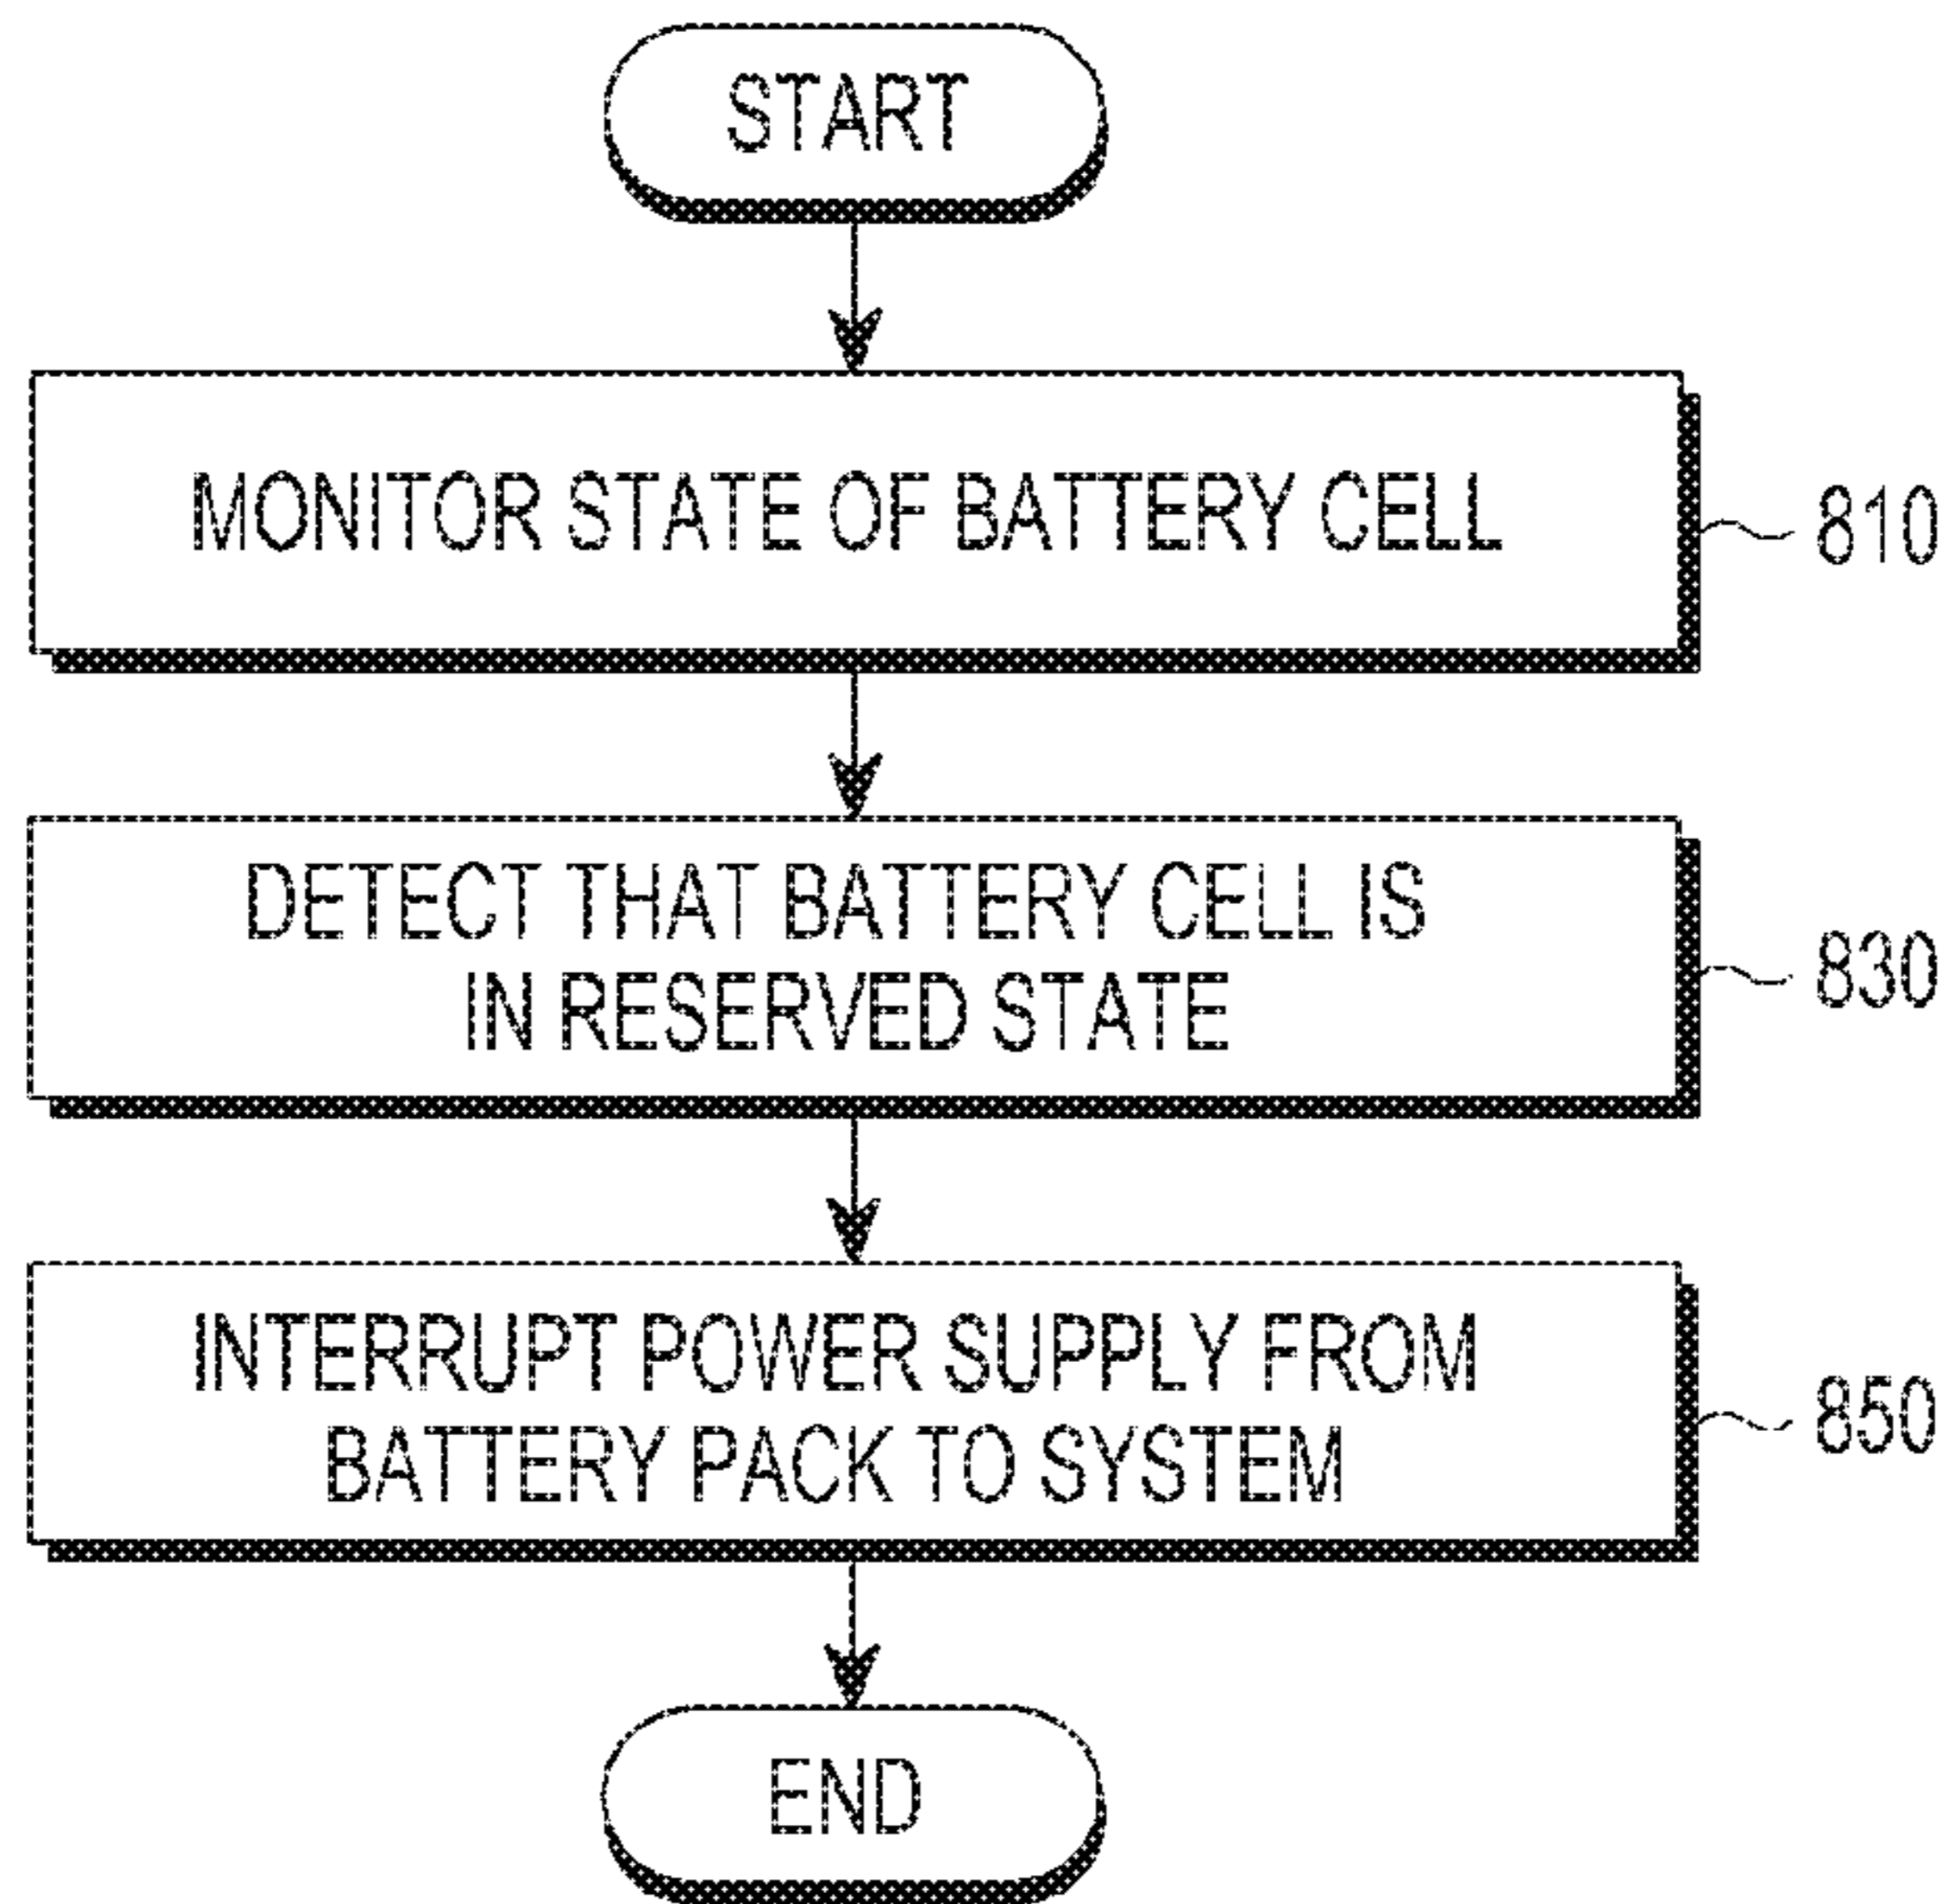 START
MONITOR STATE OF BATTERY CELL
810
DETECT THAT BATTERY CELL IS
IN RESERVED STATE
830
INTERRUPT POWER SUPPLY FROM
BATTERY PACK TO SYSTEM
850
END